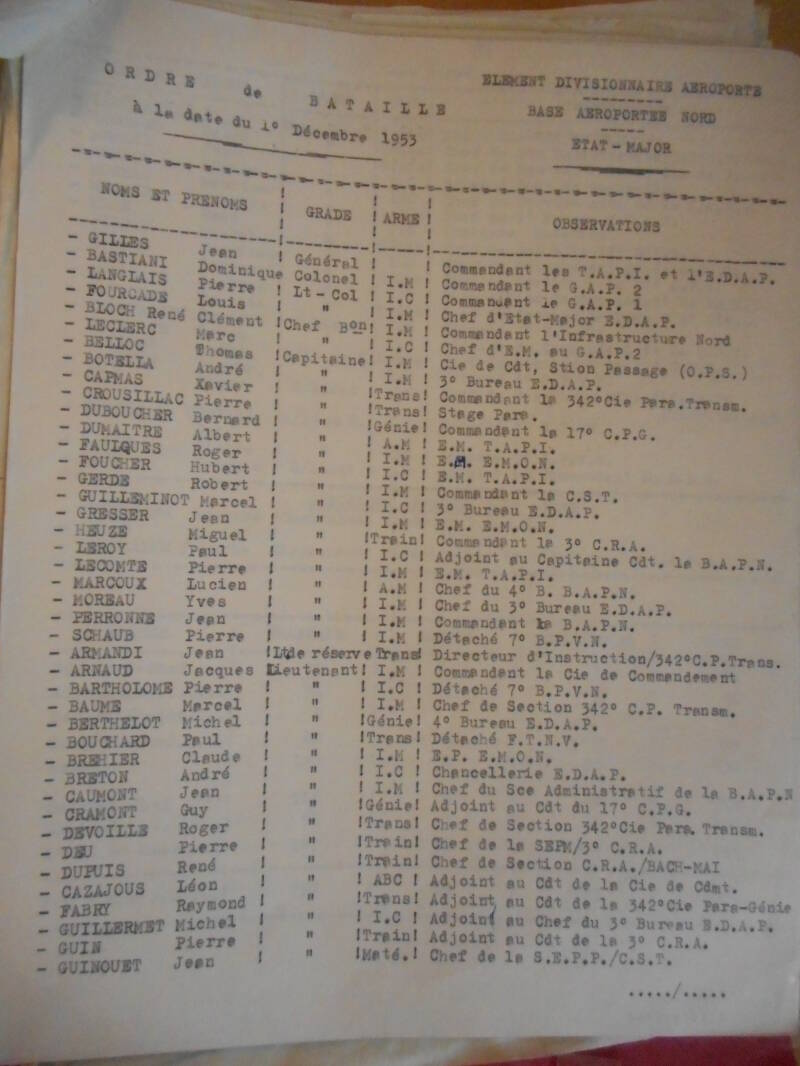 ORDRE de BATAILLE
à la date du 1° Décembre 1953
ELEMENT DIVISIONNAIRE AEROPORTE
BASE AEROPORTEE NORD
ETAT-MAJOR
NOMS ET PRENOMS ! GRADE ! ARME ! OBSERVATIONS
- GILLES Jean ! Général ! ! Commandant les T.A.P.I. et l'E.D.A.P.
- BASTIANI Dominique Colonel ! I.M ! Commandant le G.A.P. 2
- LANGLAIS Pierre ! Lt-Col ! I.C ! Commandant le G.A.P. 1
- FOURCADE Louis ! " ! I.M ! Chef d'Etat-Major E.D.A.P.
- BLOCH René Clément !Chef Bon! I.M ! Commandant l'Infrastructure Nord
- LECLERC Marc ! " ! I.C ! Chef d'E.M. au G.A.P.2
- BELLOC Thomas !Capitaine! I.M ! Cie de Cdt, Stion Passage (O.P.S.)
- BOTELLA André ! " ! I.M ! 3° Bureau E.D.A.P.
- CAPMAS Xavier ! " !Trans! Commandant la 342°Cie Para.Transm.
- CROUSILLAC Pierre ! " !Trans! Stage Para.
- DUBOUCHER Bernard ! " !Génie! Commandant la 17° C.P.G.
- DUMAITRE Albert ! " ! A.M ! E.M. T.A.P.I.
- FAULQUES Roger ! " ! I.M ! E.M. E.M.O.N.
- FOUCHER Hubert ! " ! I.C ! E.M. T.A.P.I.
- GERDE Robert ! " ! I.M ! Commandant la C.S.T.
- GUILLEMINOT Marcel ! " ! I.C ! 3° Bureau E.D.A.P.
- GRESSER Jean ! " ! I.M ! E.M. E.M.O.N.
- HEUZE Miguel ! " !Train! Commandant la 3° C.R.A.
- LEROY Paul ! " ! I.C ! Adjoint au Capitaine Cdt. la B.A.P.N.
- LECOMTE Pierre ! " ! I.M ! E.M. T.A.P.I.
- MARCOUX Lucien ! " ! A.M ! Chef du 4° B. B.A.P.N.
- MOREAU Yves ! " ! I.M ! Chef du 3° Bureau E.D.A.P.
- PERRONNE Jean ! " ! I.M ! Commandant la B.A.P.N.
- SCHAUB Pierre ! " ! I.M ! Détaché 7° B.P.V.N.
- ARMANDI Jean !Ltde réserve Trans! Directeur d'Instruction/342°C.P.Trans.
- ARNAUD Jacques Lieutenant! I.M ! Commandant la Cie de Commandement
- BARTHOLOME Pierre ! " ! I.C ! Détaché 7° B.P.V.N.
- BAUME Marcel ! " ! I.M ! Chef de Section 342° C.P. Transm.
- BERTHELOT Michel ! " !Génie! 4° Bureau E.D.A.P.
- BOUCHARD Paul ! " !Trans! Détaché F.T.N.V.
- BREHIER Claude ! " ! I.M ! E.P. E.M.O.N.
- BRETON André ! " ! I.C ! Chancellerie E.D.A.P.
- CAUMONT Jean ! " ! I.M ! Chef du Sce Administratif de la B.A.P.N
- CRAMONT Guy ! " !Génie! Adjoint au Cdt du 17° C.P.G.
- DEVOILLE Roger ! " !Trans! Chef de Section 342°Cie Para. Transm.
- DEU Pierre ! " !Train! Chef de la SEPM/3° C.R.A.
- DUPUIS René ! " !Train! Chef de Section C.R.A./BACH-MAI
- CAZAJOUS Léon ! " ! ABC ! Adjoint au Cdt de la Cie de Cdmt.
- FABRY Raymond ! " !Trans! Adjoint au Cdt de la 342°Cie Para-Génie
- GUILLERMET Michel ! " ! I.C ! Adjoint au Chef du 3° Bureau E.D.A.P.
- GUIN Pierre ! " !Train! Adjoint au Cdt de la 3° C.R.A.
- GUINOUET Jean ! " !Maté.! Chef de la S.E.P.P./C.S.T.
...../.....